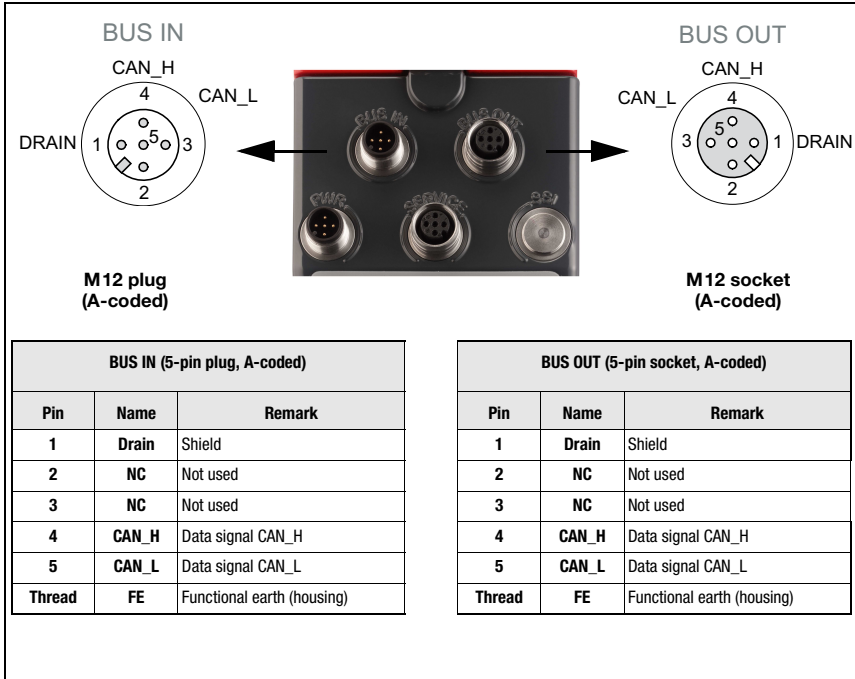 BUS IN
CAN_H
4
CAN_L
DRAIN
1
5
3
2
M12 plug
(A-coded)
BUS IN
BUS OUT
PWR.
SERVICE
SSI
BUS OUT
CAN_H
CAN_L
4
3
5
1
DRAIN
2
M12 socket
(A-coded)
BUS IN (5-pin plug, A-coded)
Pin Name Remark
1 Drain Shield
2 NC Not used
3 NC Not used
4 CAN_H Data signal CAN_H
5 CAN_L Data signal CAN_L
Thread FE Functional earth (housing)
BUS OUT (5-pin socket, A-coded)
Pin Name Remark
1 Drain Shield
2 NC Not used
3 NC Not used
4 CAN_H Data signal CAN_H
5 CAN_L Data signal CAN_L
Thread FE Functional earth (housing)